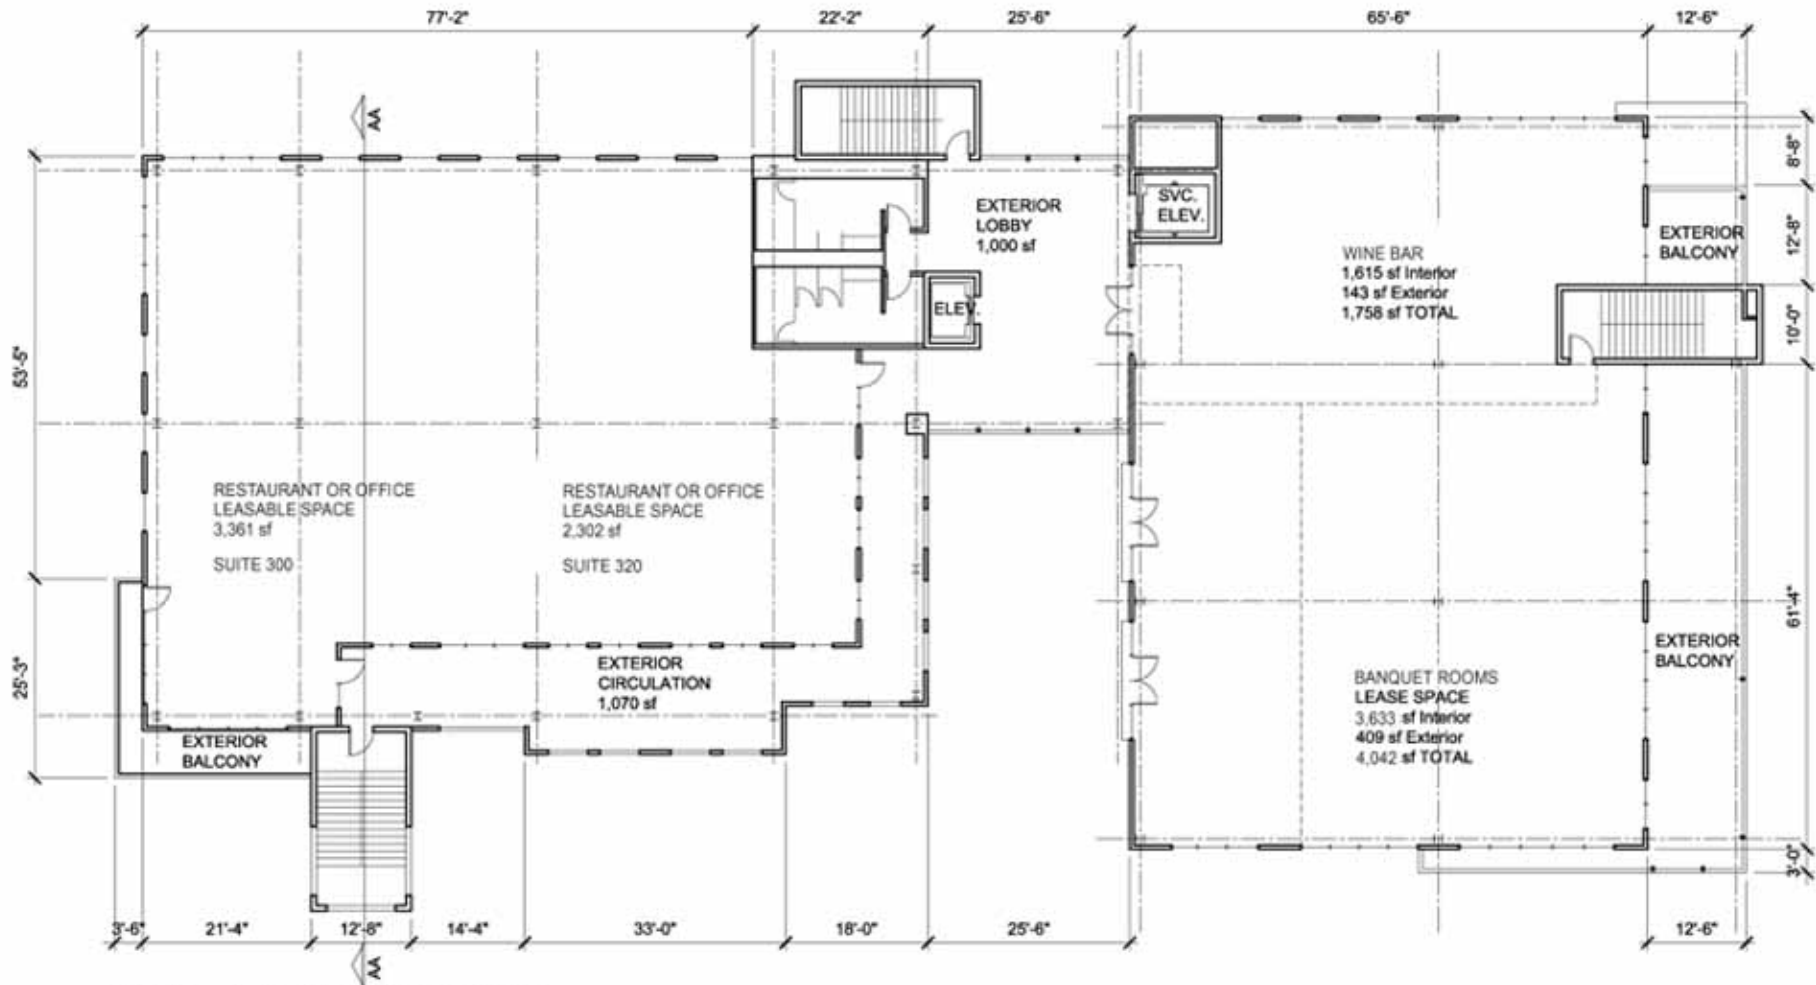 77'-2"
22'-2"
25'-6"
65'-6"
12'-6"
AA
8'-8"
12'-8"
10'-0"
61'-4"
3'-0"
53'-5"
25'-3"
EXTERIOR
LOBBY
1,000 sf
SVC.
ELEV.
ELEV.
EXTERIOR
BALCONY
WINE BAR
1,615 sf Interior
143 sf Exterior
1,758 sf TOTAL
RESTAURANT OR OFFICE
LEASABLE SPACE
3,361 sf
SUITE 300
RESTAURANT OR OFFICE
LEASABLE SPACE
2,302 sf
SUITE 320
EXTERIOR
CIRCULATION
1,070 sf
EXTERIOR
BALCONY
BANQUET ROOMS
LEASE SPACE
3,633 sf Interior
409 sf Exterior
4,042 sf TOTAL
EXTERIOR
BALCONY
3'-6"
21'-4"
12'-8"
14'-4"
33'-0"
18'-0"
25'-6"
12'-6"
AA